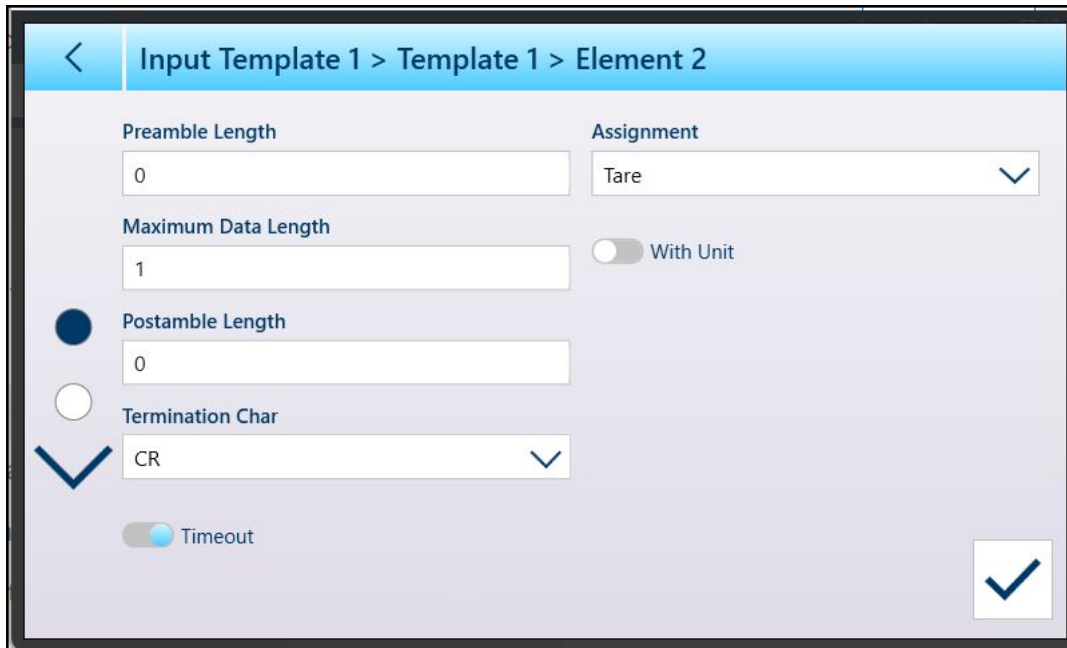 Input Template 1 > Template 1 > Element 2
Preamble Length
0
Maximum Data Length
1
Postamble Length
0
Termination Char
CR
Timeout
Assignment
Tare
With Unit